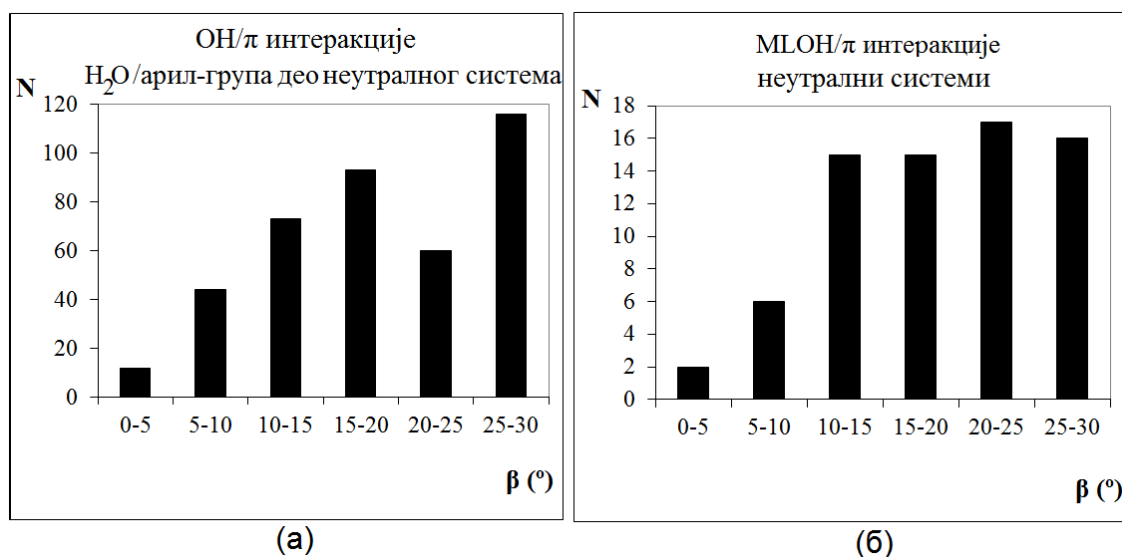 OH/π интеракције
H₂O/арил-група део неутралног система
N
120
100
80
60
40
20
0
0-5 5-10 10-15 15-20 20-25 25-30
β (º)
(а)
MLOH/π интеракције
неутрални системи
N
18
16
14
12
10
8
6
4
2
0
0-5 5-10 10-15 15-20 20-25 25-30
β (º)
(б)